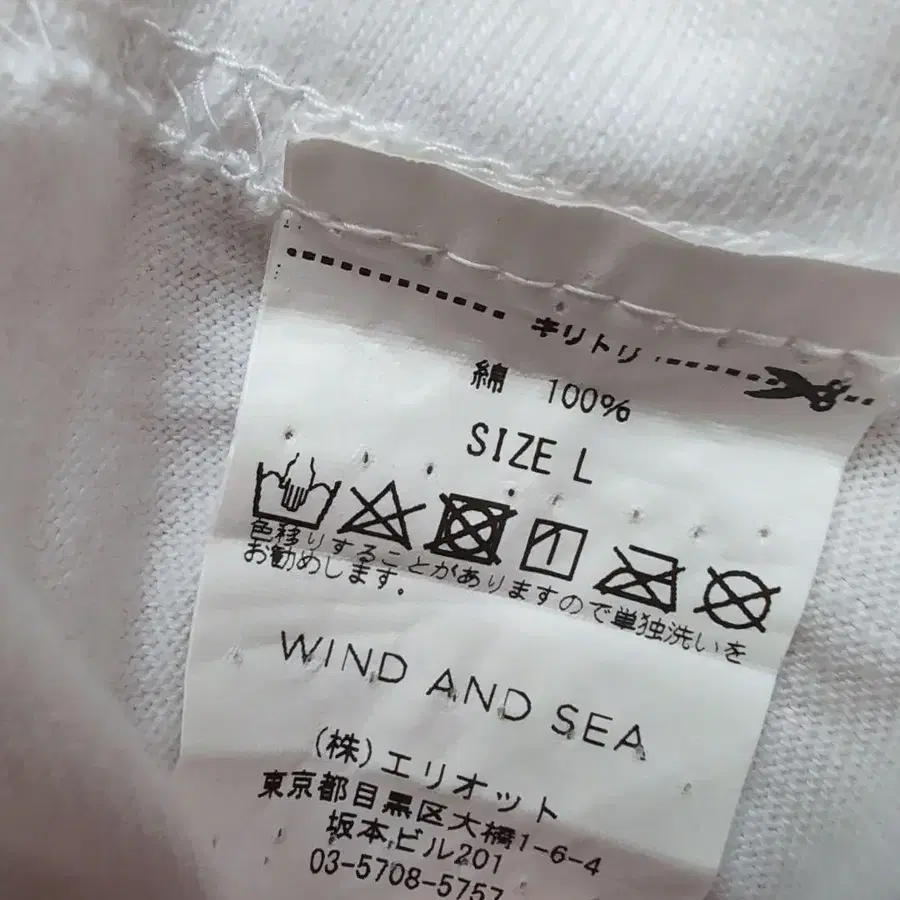 キリトリ
綿 100%
SIZE L
色移りすることがありますので単独洗いを
お勧めします。
WIND AND SEA
(株)エリオット
東京都目黒区大橋1-6-4
坂本ビル201
03-5708-5757